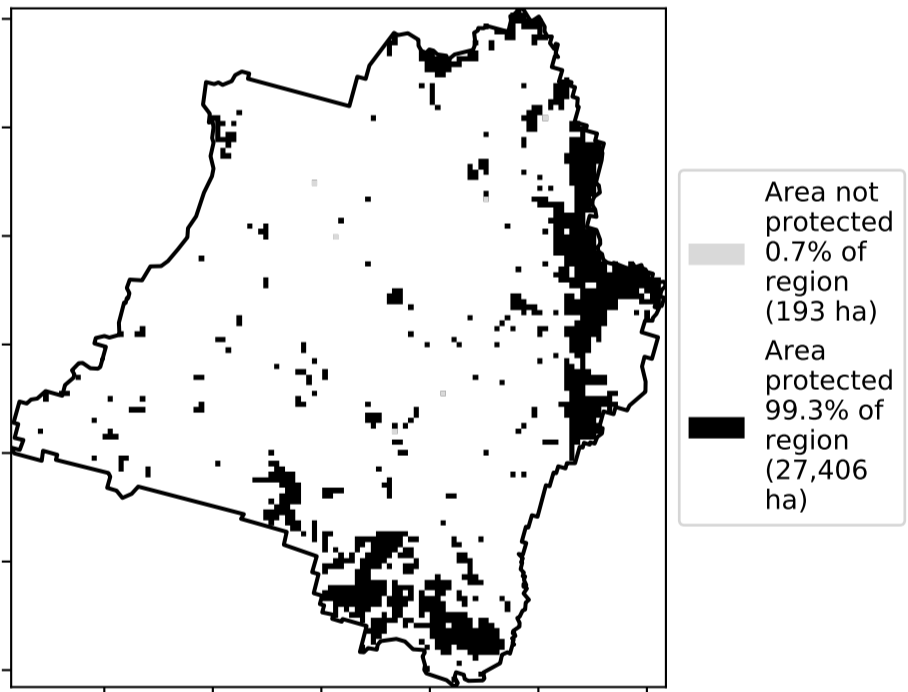 Area not
protected
0.7% of
region
(193 ha)
Area
protected
99.3% of
region
(27,406
ha)